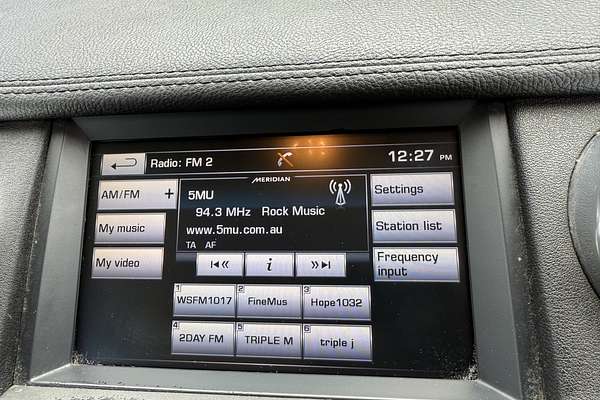 Radio: FM 2
12:27 PM
MERIDIAN
AM/FM +
My music
My video
5MU
94.3 MHz Rock Music
www.5mu.com.au
TA AF
i
Settings
Station list
Frequency
input
1 WSFM1017
2 FineMus
3 Hope1032
4 2DAY FM
5 TRIPLE M
6 triple j